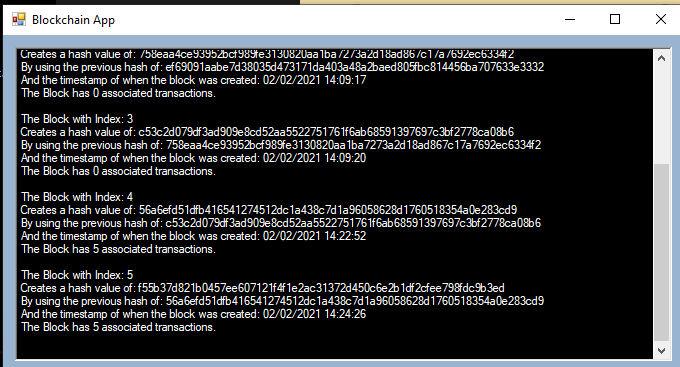 Blockchain App
Creates a hash value of: 758eaa4ce93952bcf989fe3130820aa1ba7273a2d18ad867c17a7692ec6334f2
By using the previous hash of: ef69091aabe7d38035d473171da403a48a2baed805fbc814456ba707633e3332
And the timestamp of when the block was created: 02/02/2021 14:09:17
The Block has 0 associated transactions.
The Block with Index: 3
Creates a hash value of: c53c2d079df3ad909e8cd52aa5522751761f6ab68591397697c3bf2778ca08b6
By using the previous hash of: 758eaa4ce93952bcf989fe3130820aa1ba7273a2d18ad867c17a7692ec6334f2
And the timestamp of when the block was created: 02/02/2021 14:09:20
The Block has 0 associated transactions.
The Block with Index: 4
Creates a hash value of: 56a6efd51dfb416541274512dc1a438c7d1a96058628d1760518354a0e283cd9
By using the previous hash of: c53c2d079df3ad909e8cd52aa5522751761f6ab68591397697c3bf2778ca08b6
And the timestamp of when the block was created: 02/02/2021 14:22:52
The Block has 5 associated transactions.
The Block with Index: 5
Creates a hash value of: f55b37d821b0457ee607121f4f1e2ac31372d450c6e2b1df2cfee798fdc9b3ed
By using the previous hash of: 56a6efd51dfb416541274512dc1a438c7d1a96058628d1760518354a0e283cd9
And the timestamp of when the block was created: 02/02/2021 14:24:26
The Block has 5 associated transactions.